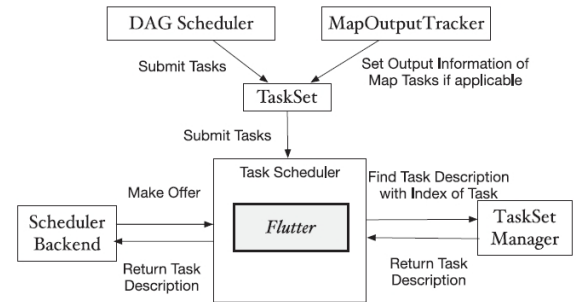 DAG Scheduler
MapOutputTracker
Submit Tasks
Set Output Information of
Map Tasks if applicable
TaskSet
Submit Tasks
Task Scheduler
Find Task Description
with Index of Task
Make Offer
Flutter
Scheduler
Backend
TaskSet
Manager
Return Task
Description
Return Task
Description